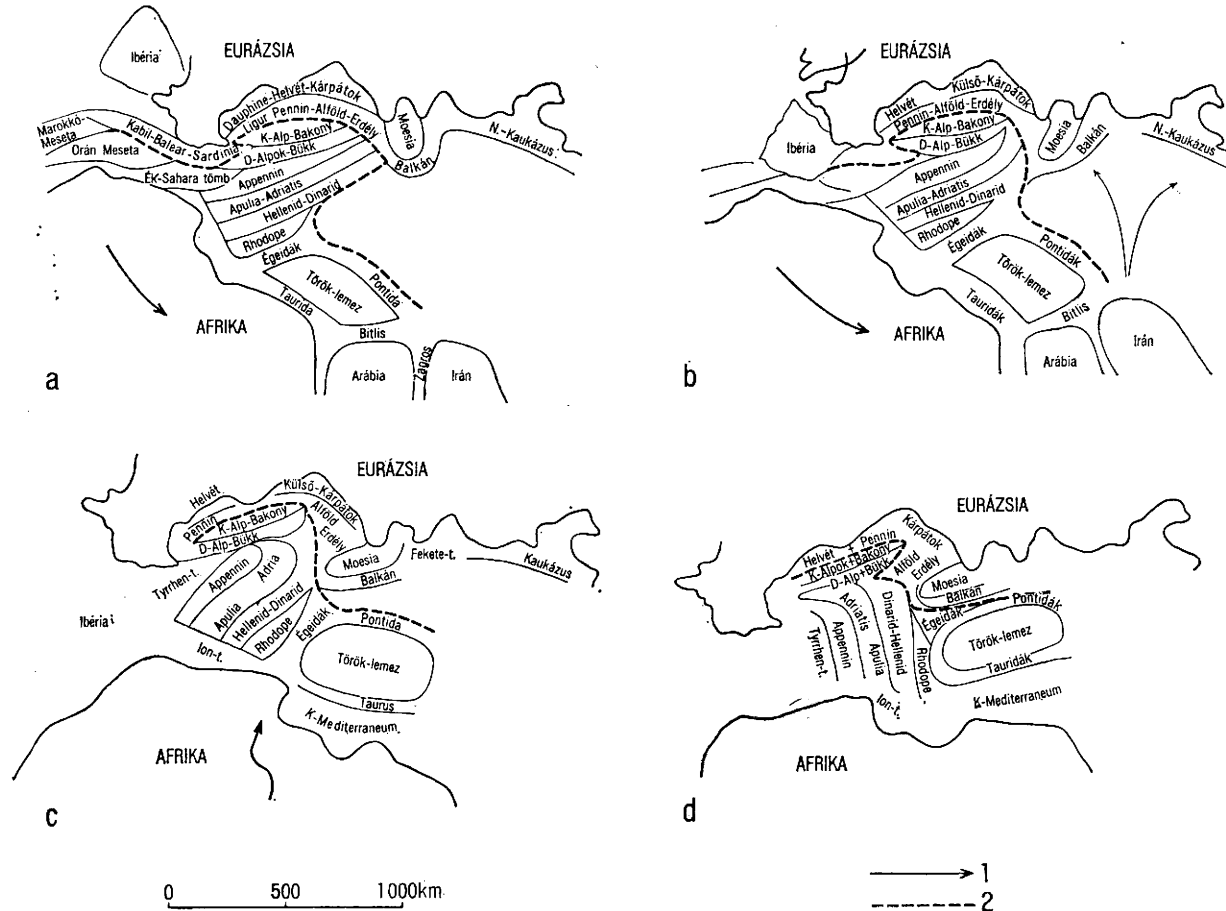 Ibéria
EURÁZSIA
Dauphine-Helvét-Kárpátok
Ligur Pennin-Alföld-Erdély
K-Alp-Bakony
D-Alpok-Bükk
Marokkó-
Meseta
Kabil-Balear-Sardinia
Orán Meseta
ÉK-Sahara tömb
Appennin
Apulia-Adriatis
Hellenid-Dinarid
Rhodope
Égeidák
Moesia
Balkán
N.-Kaukázus
Török-lemez
Pontida
Taurida
AFRIKA
Bitlis
Arábia
Zagros
Irán
a
EURÁZSIA
Ibéria
Helvét
Külső-Kárpátok
Pennin-Alföld-Erdély
K-Alp-Bakony
D-Alp-Bükk
Appennin
Apulia-Adriatis
Hellenid-Dinarid
Rhodope
Égeidák
Moesia
Balkán
N.-Kaukázus
Pontidák
Török-lemez
Tauridák
AFRIKA
Bitlis
Arábia
Irán
b
EURÁZSIA
Helvét
Külső-Kárpátok
Pennin
K-Alp-Bakony
D-Alp-Bükk
Alföld
Erdély
Tyrrhen-t.
Appennin
Adria
Apulia
Hellenid-Dinarid
Rhodope
Égeidák
Moesia
Balkán
Fekete-t.
Kaukázus
Ibéria
Ion-t.
Pontida
Török-lemez
Taurus
K-Mediterraneum
AFRIKA
c
EURÁZSIA
Helvét + Pennin
Kárpátok
K-Alpok+Bakony
D-Alp+Bükk
Alföld
Erdély
Moesia
Balkán
Pontidák
Égeidák
Adriatis
Apulia
Dinarid-Hellenid
Tyrrhen-t.
Appennin
Rhodope
Török-lemez
Tauridák
Ion-t.
K-Mediterraneum
AFRIKA
d
0 500 1000km
1
2